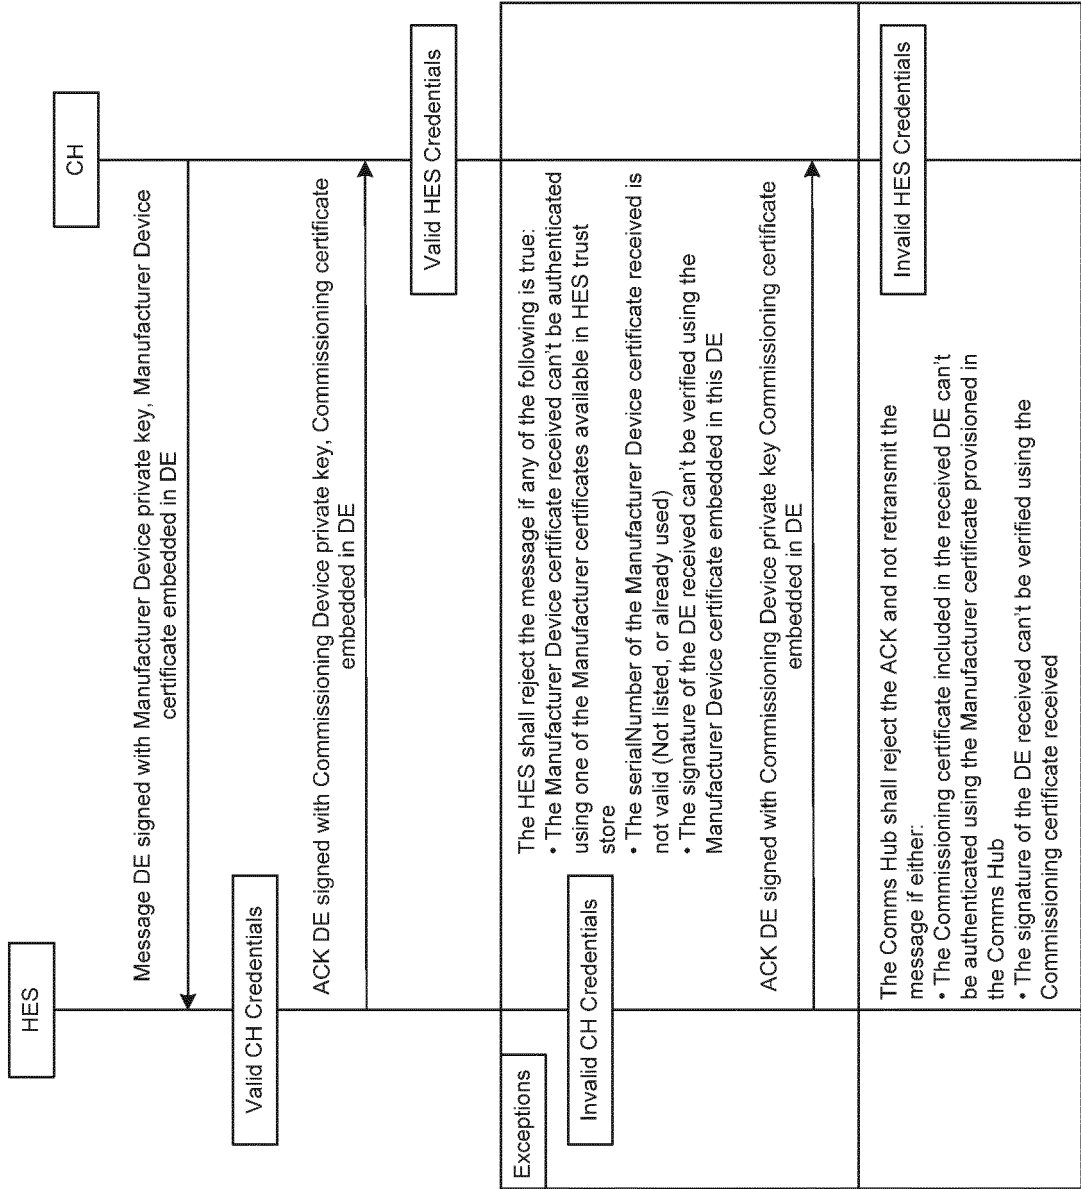 HES
CH
Message DE signed with Manufacturer Device private key, Manufacturer Device
certificate embedded in DE
Valid CH Credentials
ACK DE signed with Commissioning Device private key, Commissioning certificate
embedded in DE
Valid HES Credentials
Exceptions
The HES shall reject the message if any of the following is true:
• The Manufacturer Device certificate received can't be authenticated
using one of the Manufacturer certificates available in HES trust
store
• The serialNumber of the Manufacturer Device certificate received is
not valid (Not listed, or already used)
• The signature of the DE received can't be verified using the
Manufacturer Device certificate embedded in this DE
Invalid CH Credentials
ACK DE signed with Commissioning Device private key Commissioning certificate
embedded in DE
The Comms Hub shall reject the ACK and not retransmit the
message if either:
• The Commissioning certificate included in the received DE can't
be authenticated using the Manufacturer certificate provisioned in
the Comms Hub
• The signature of the DE received can't be verified using the
Commissioning certificate received
Invalid HES Credentials